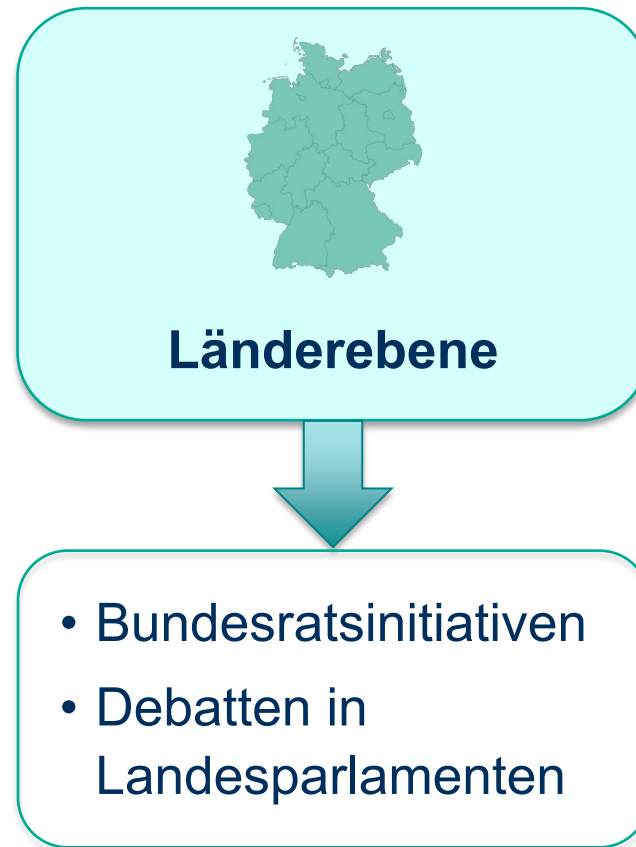 Länderebene
• Bundesratsinitiativen
• Debatten in
Landesparlamenten